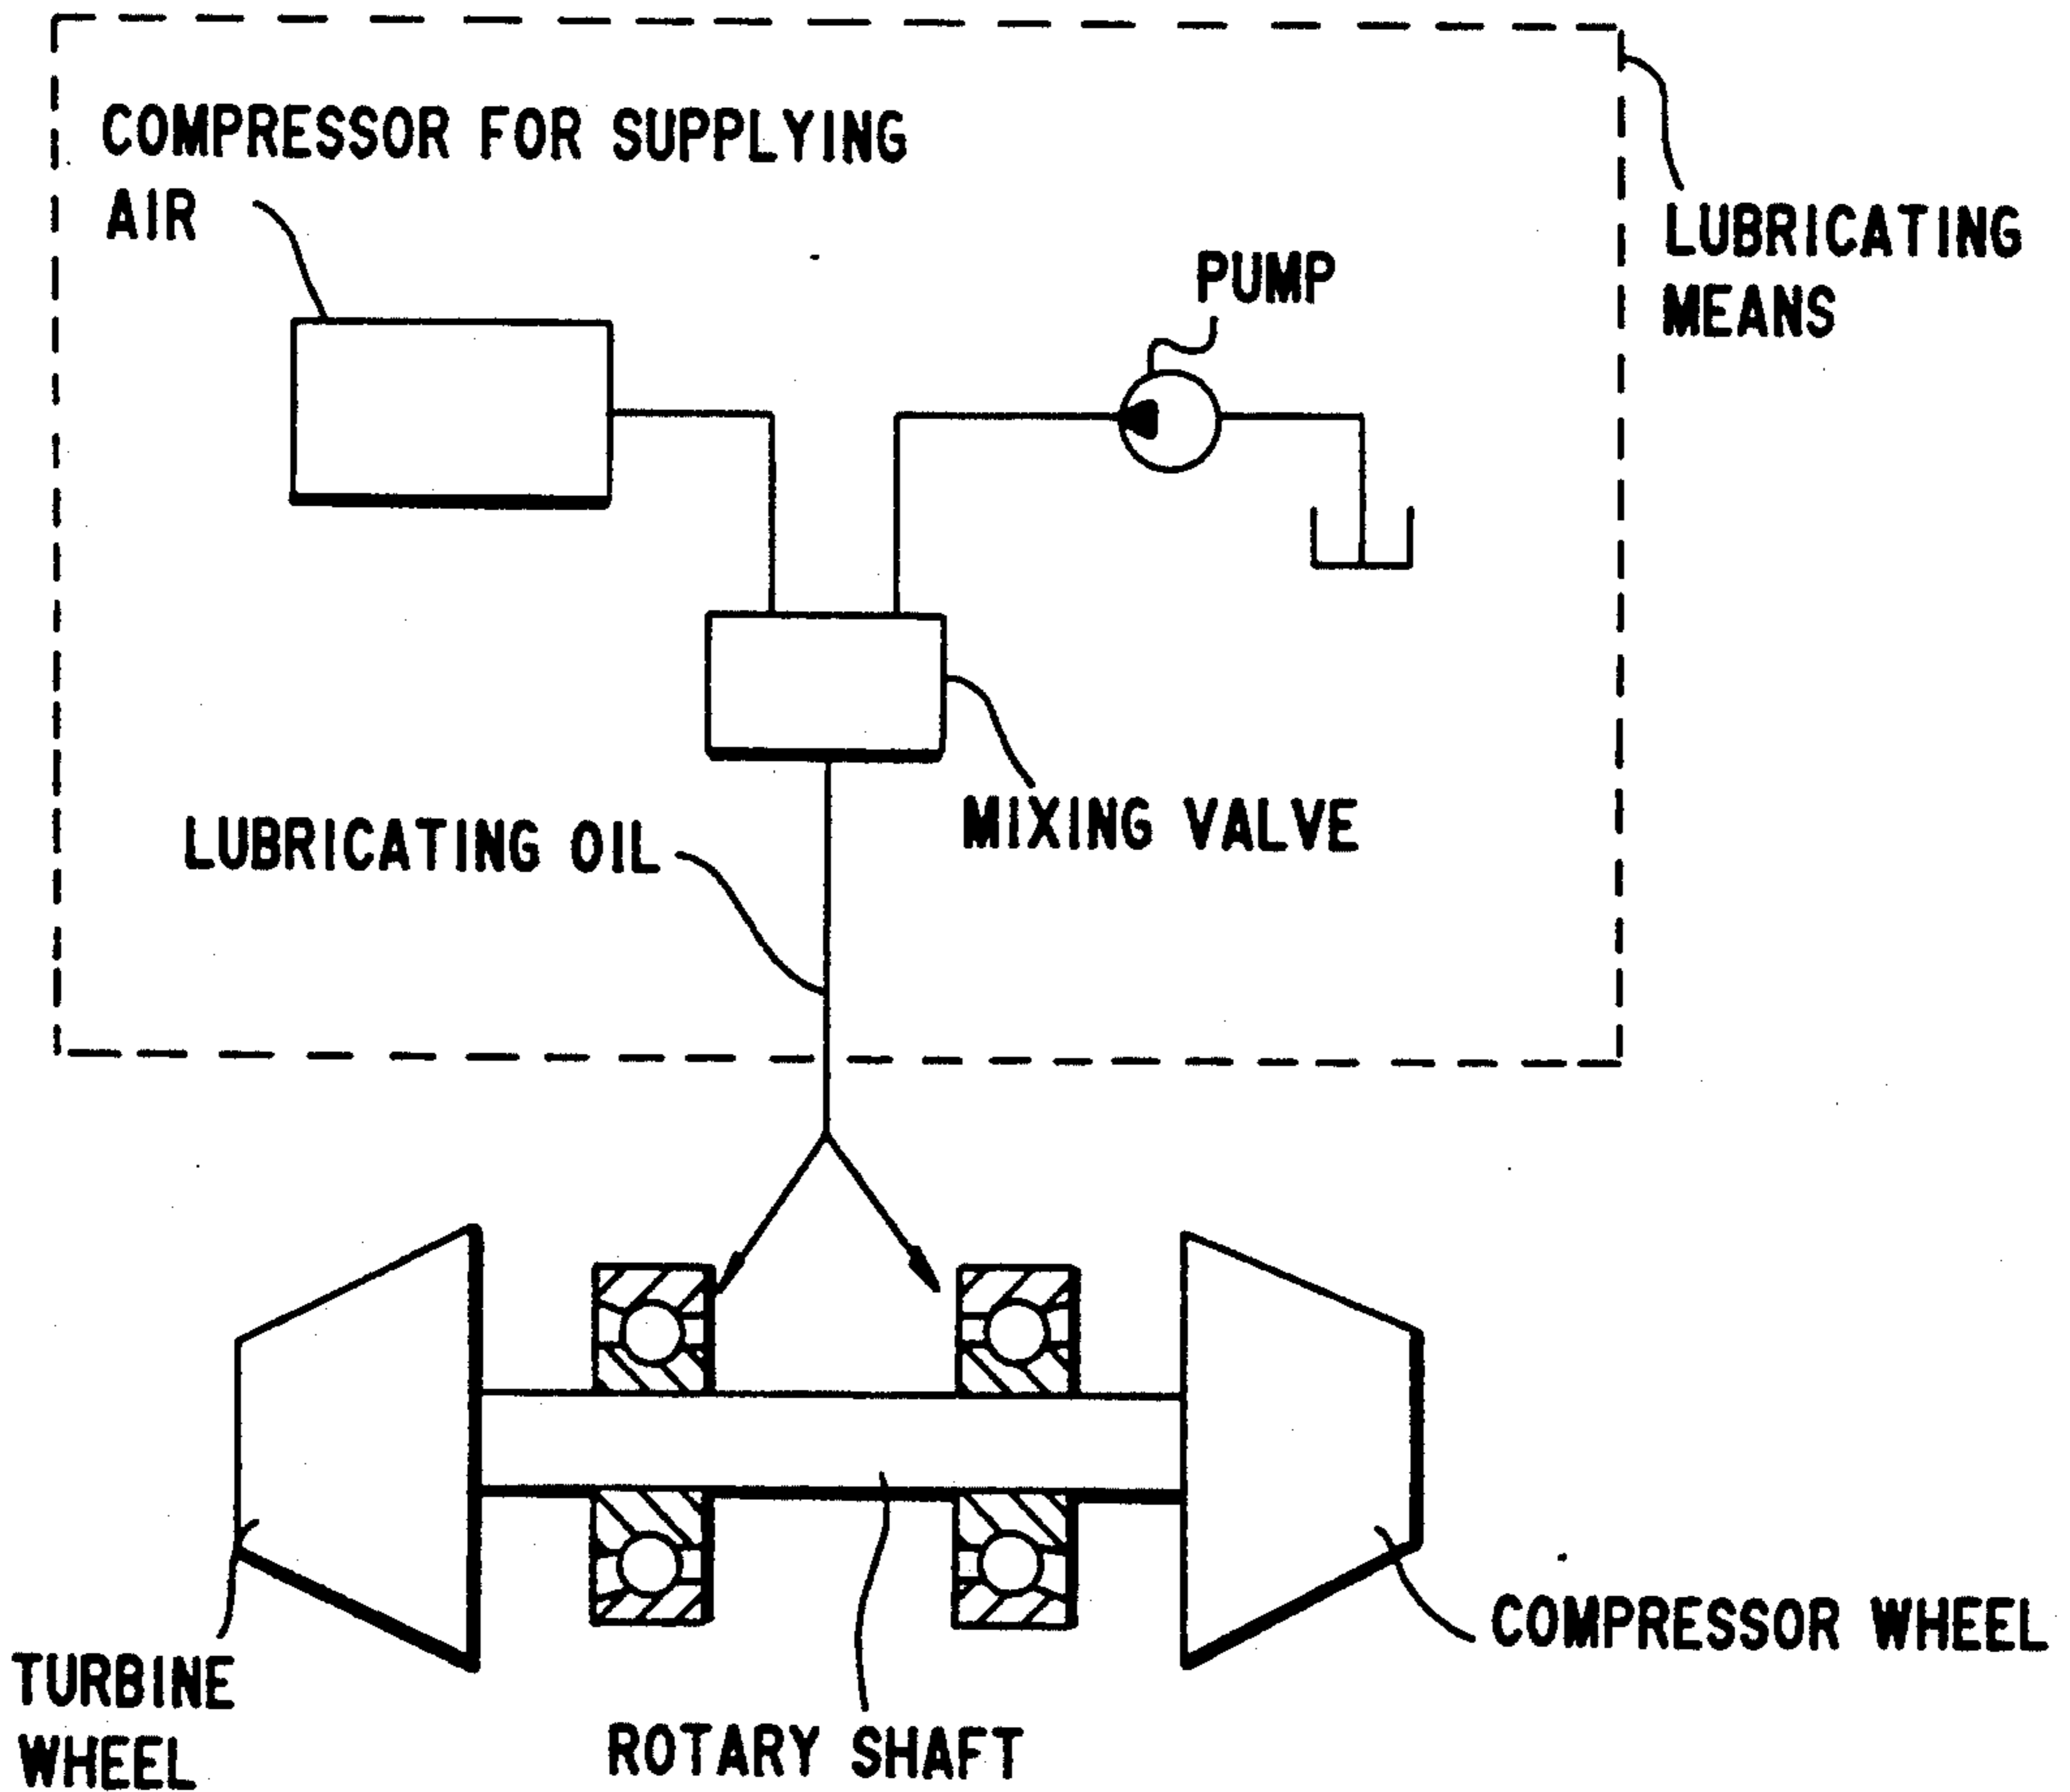 COMPRESSOR FOR SUPPLYING
AIR
LUBRICATING
MEANS
PUMP
MIXING VALVE
LUBRICATING OIL
COMPRESSOR WHEEL
TURBINE
WHEEL
ROTARY SHAFT